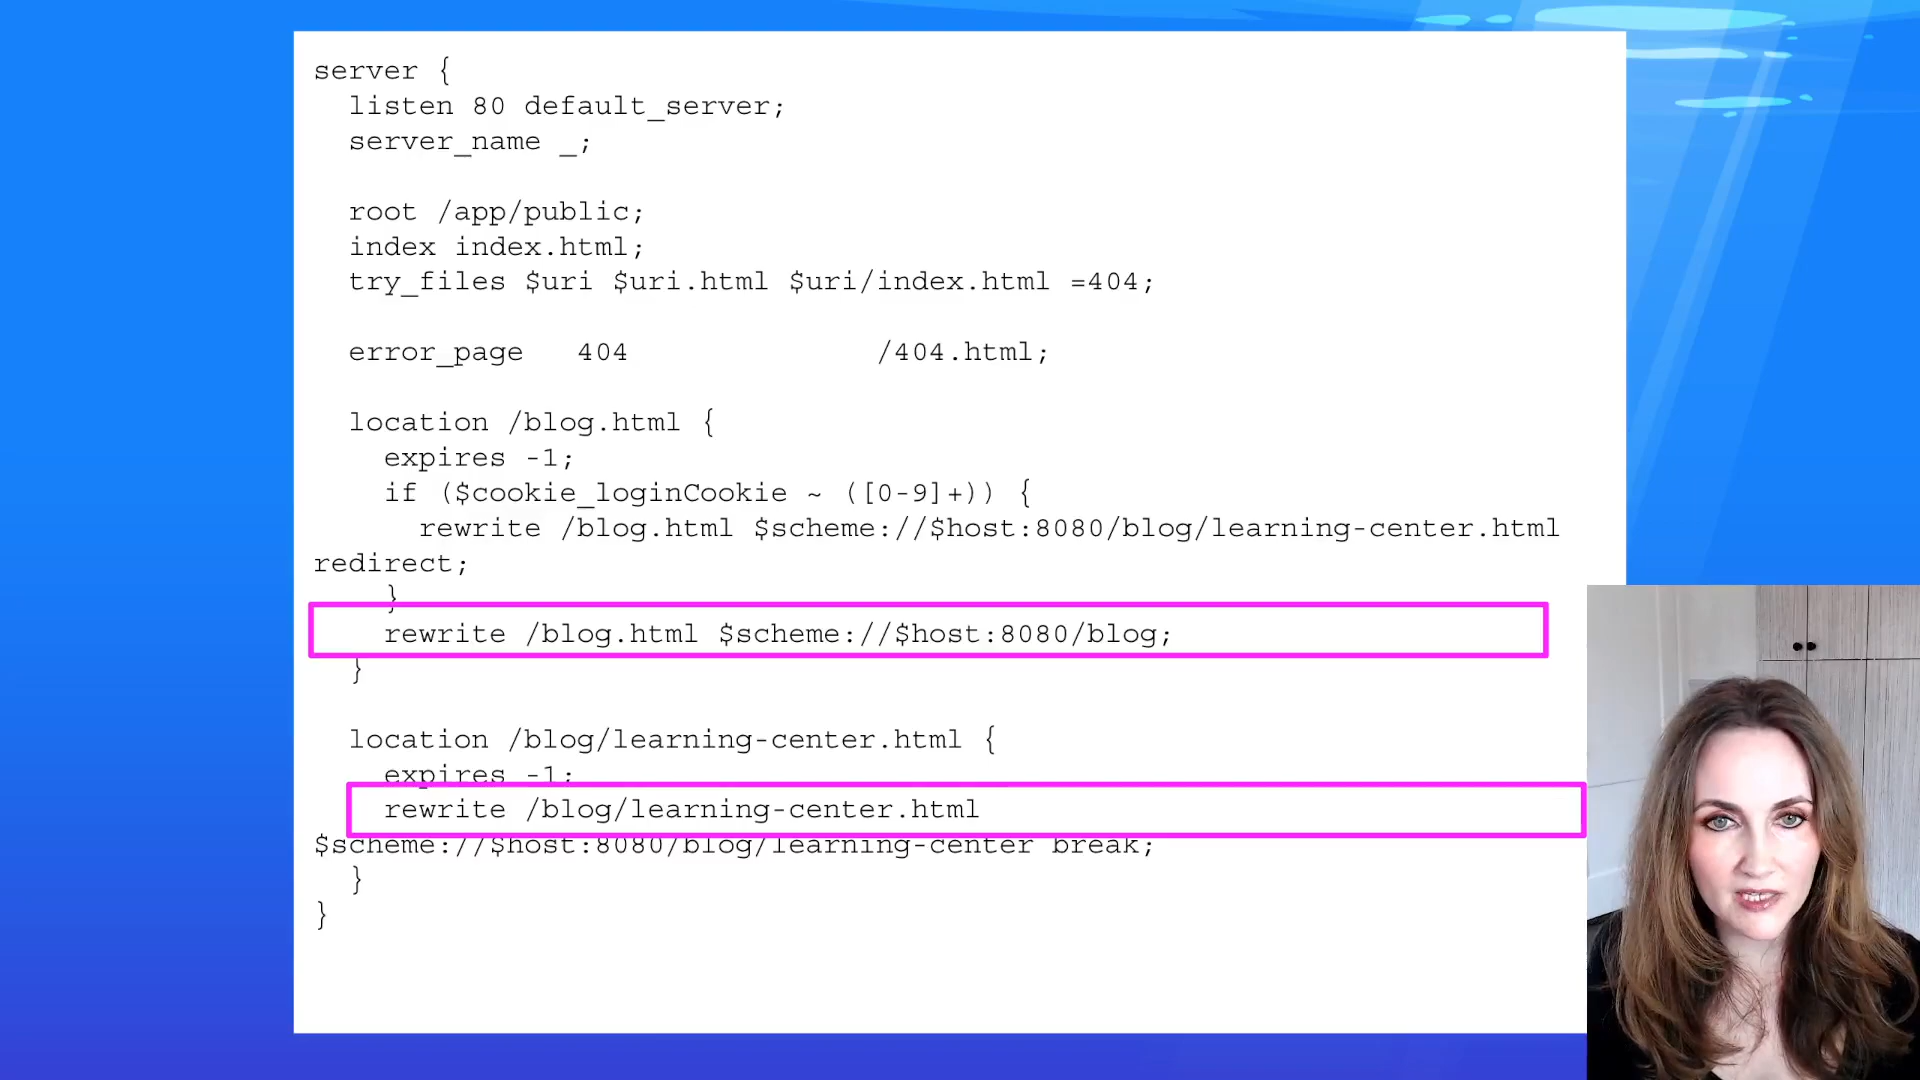 server {
listen 80 default_server;
server_name _;
root /app/public;
index index.html;
try_files $uri $uri.html $uri/index.html =404;
error_page 404 /404.html;
location /blog.html {
expires -1;
if ($cookie_loginCookie ~ ([0-9]+)) {
rewrite /blog.html $scheme://$host:8080/blog/learning-center.html
redirect;
}
rewrite /blog.html $scheme://$host:8080/blog;
}
location /blog/learning-center.html {
expires -1;
rewrite /blog/learning-center.html
$scheme://$host:8080/blog/learning-center break;
}
}